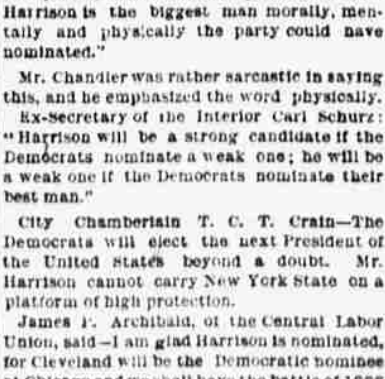 Harrison is the biggest man morally, men-
tally and physically the party could have
nominated."
Mr. Chandler was rather sarcastic in saying
this, and he emphasized the word physically.
Ex-Secretary of the Interior Carl Schurz:
"Harrison will be a strong candidate if the
Democrats nominate a weak one; he will be
a weak one if the Democrats nominate their
best man."
City Chamberlain T. C. T. Crain—The
Democrats will elect the next President of
the United States beyond a doubt. Mr.
Harrison cannot carry New York State on a
platform of high protection.
James P. Archibald, of the Central Labor
Union, said—I am glad Harrison is nominated,
for Cleveland will be the Democratic nominee